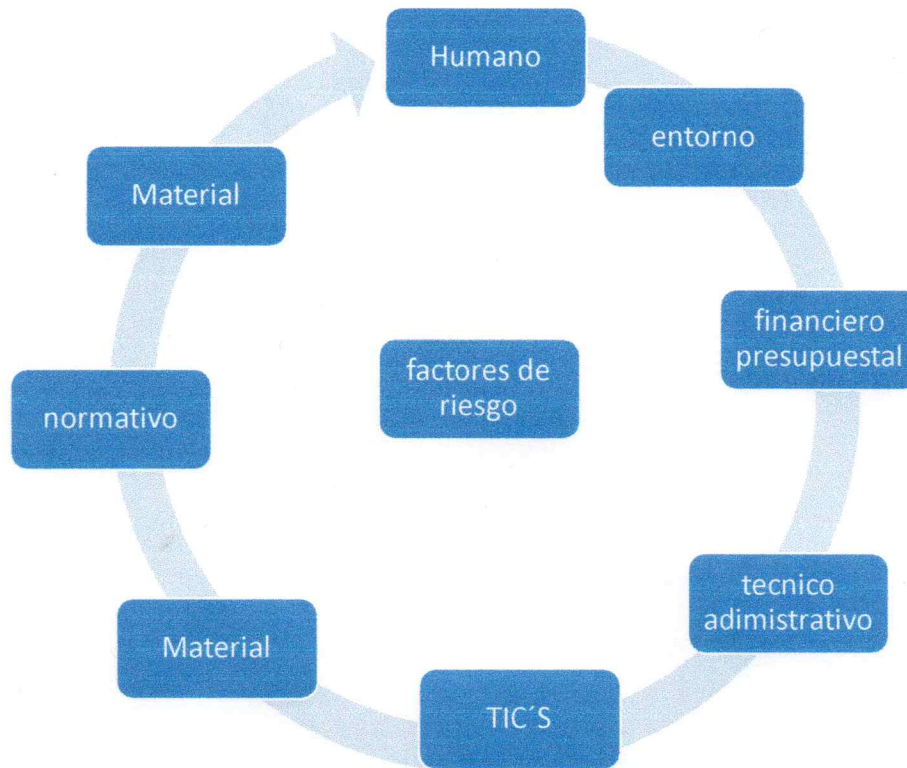 Humano
entorno
financiero
presupuestal
tecnico
adimistrativo
TIC´S
Material
normativo
Material
factores de
riesgo